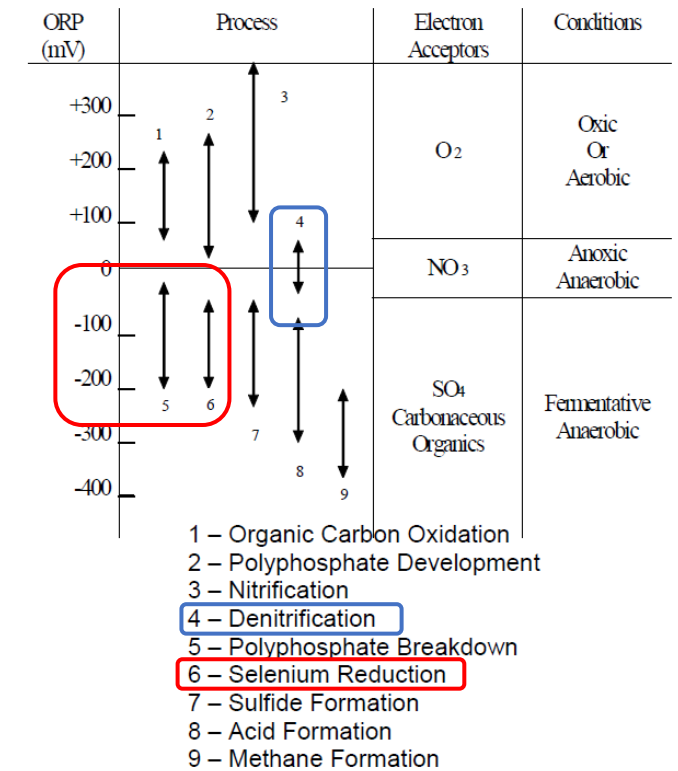 ORP (mV) Process Electron Acceptors Conditions
+300
+200
+100
0
-100
-200
-300
-400
1
2
3
4
5
6
7
8
9
O2
Oxic
Or
Aerobic
NO3
Anoxic
Anaerobic
SO4
Carbonaceous
Organics
Fermentative
Anaerobic
1 – Organic Carbon Oxidation
2 – Polyphosphate Development
3 – Nitrification
4 – Denitrification
5 – Polyphosphate Breakdown
6 – Selenium Reduction
7 – Sulfide Formation
8 – Acid Formation
9 – Methane Formation